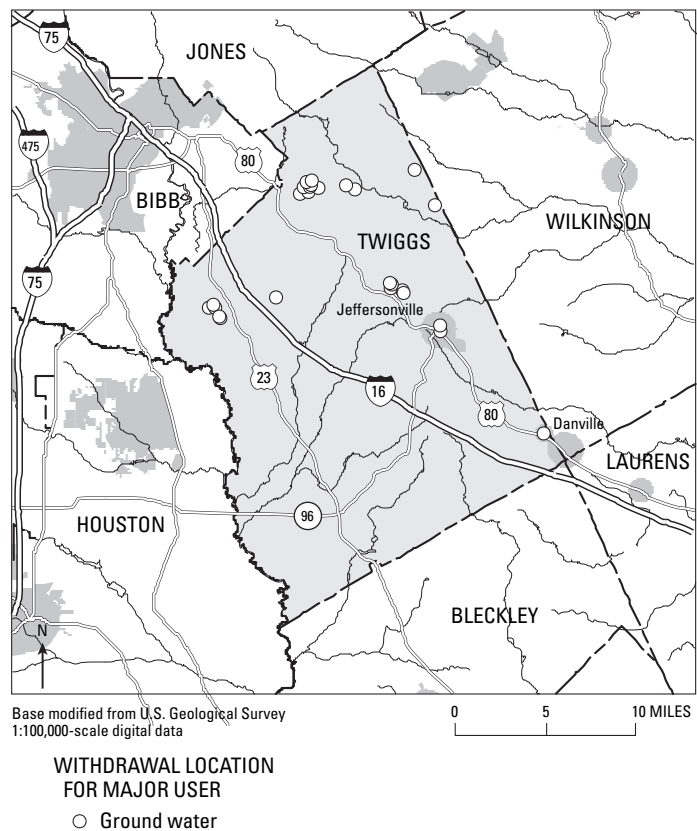 75
JONES
475
80
BIBB
WILKINSON
TWIGGS
75
Jeffersonville
23
16
80
Danville
LAURENS
96
HOUSTON
BLECKLEY
N
Base modified from U.S. Geological Survey
1:100,000-scale digital data
0 5 10 MILES
WITHDRAWAL LOCATION
FOR MAJOR USER
Ground water